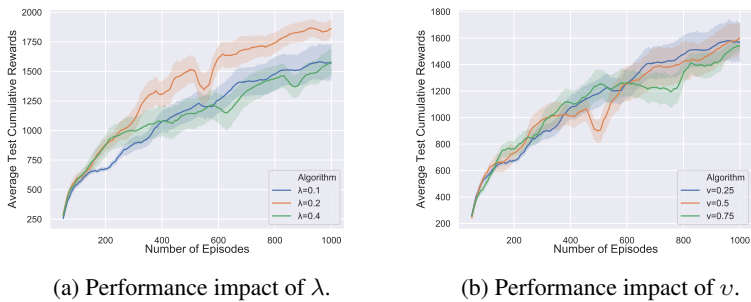 2000
1750
1500
1250
1000
750
500
250
Average Test Cumulative Rewards
200 400 600 800 1000
Number of Episodes
Algorithm
λ=0.1
λ=0.2
λ=0.4
(a) Performance impact of λ.
1800
1600
1400
1200
1000
800
600
400
200
Average Test Cumulative Rewards
200 400 600 800 1000
Number of Episodes
Algorithm
v=0.25
v=0.5
v=0.75
(b) Performance impact of υ.